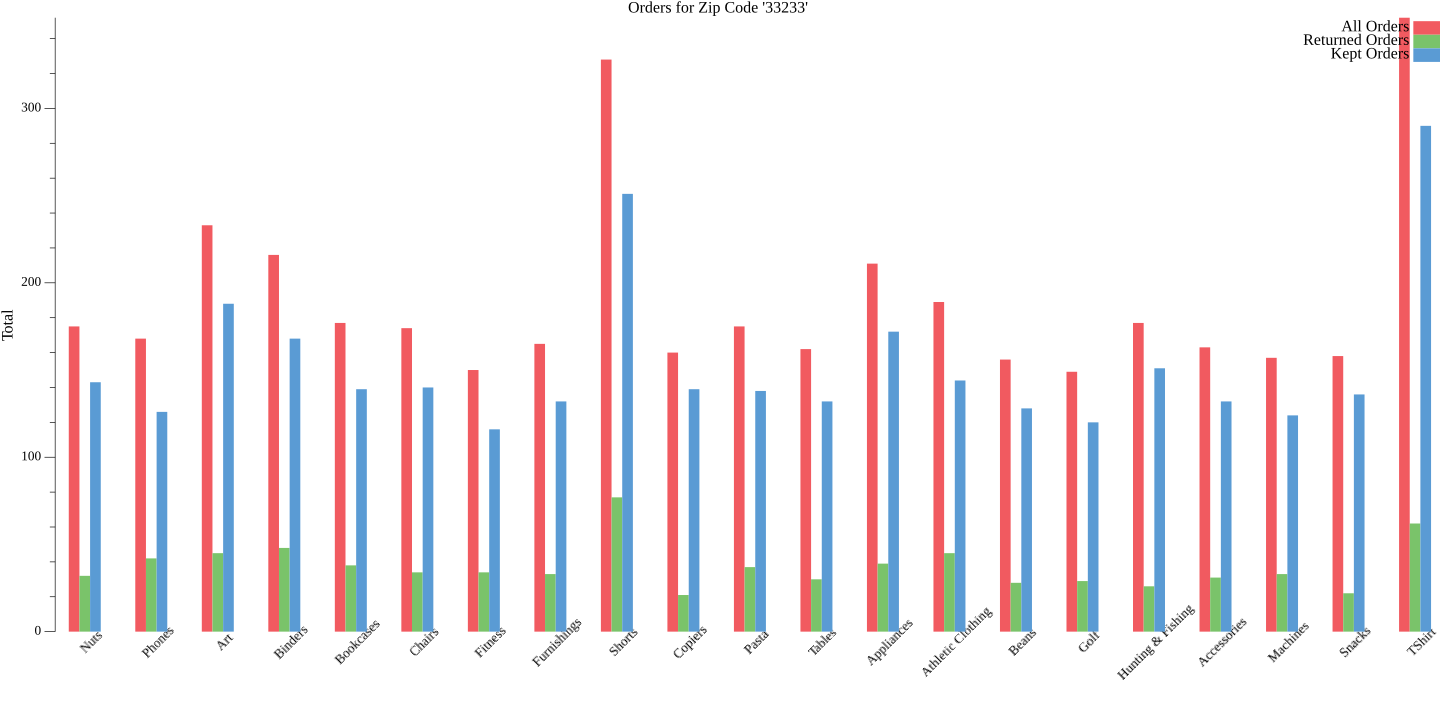 Orders for Zip Code '33233'
All Orders
Returned Orders
Kept Orders
Total
300
200
100
0
Nuts
Phones
Art
Binders
Bookcases
Chairs
Fitness
Furnishings
Shorts
Copiers
Pasta
Tables
Appliances
Athletic Clothing
Beans
Golf
Hunting & Fishing
Accessories
Machines
Snacks
TShirt